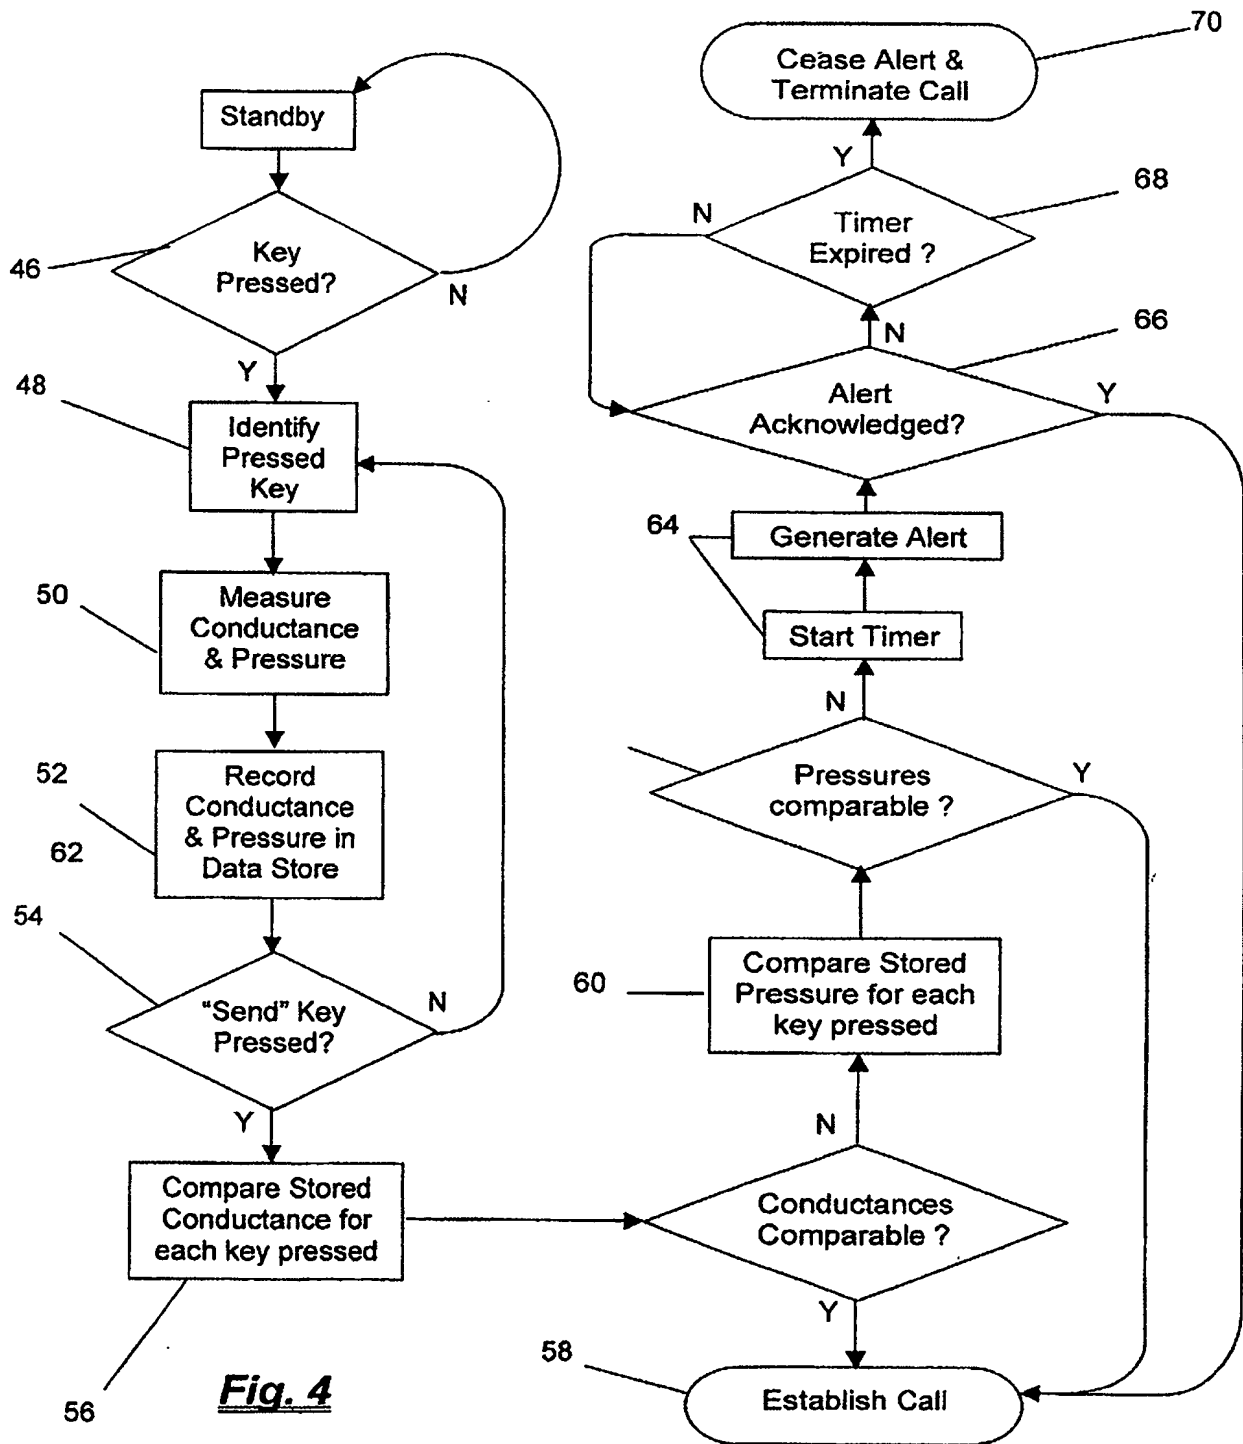 Standby
46
Key
Pressed?
N
Y
48
Identify
Pressed
Key
50
Measure
Conductance
& Pressure
52
62
Record
Conductance
& Pressure in
Data Store
54
"Send" Key
Pressed?
N
Y
Compare Stored
Conductance for
each key pressed
56
Fig. 4
70
Cease Alert &
Terminate Call
Y
68
N
Timer
Expired ?
66
N
Alert
Acknowledged?
Y
64
Generate Alert
Start Timer
N
Pressures
comparable ?
Y
60
Compare Stored
Pressure for each
key pressed
N
Conductances
Comparable ?
Y
58
Establish Call